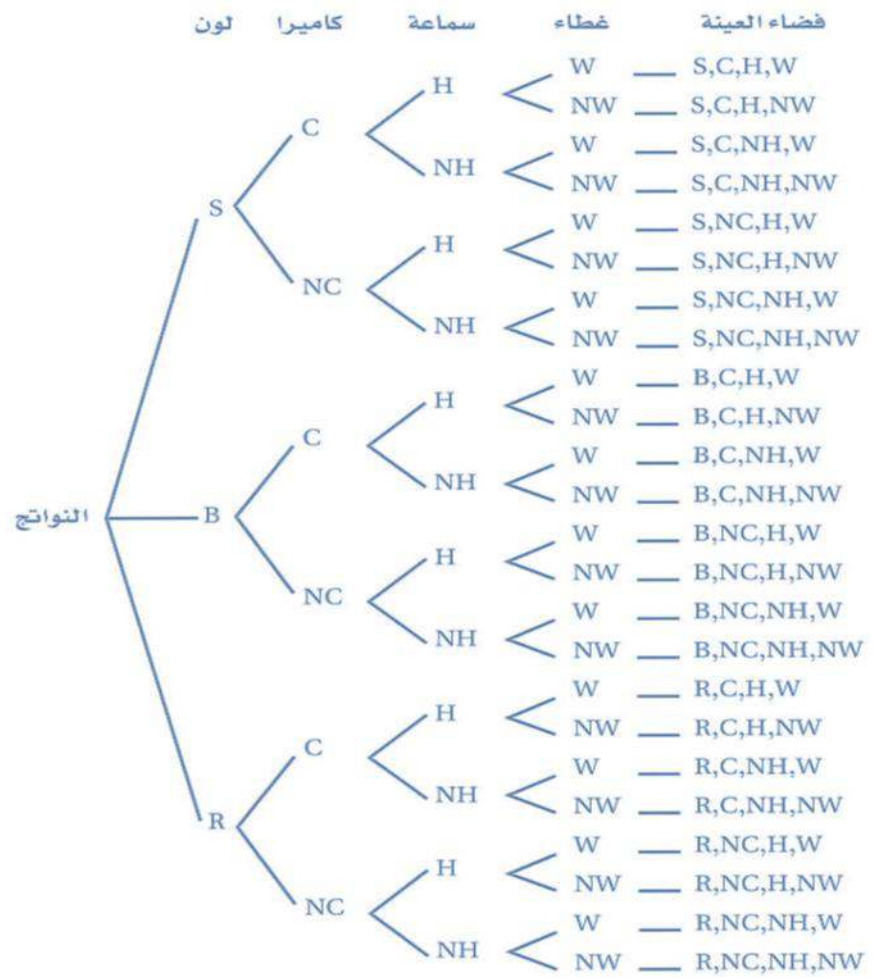 لون كاميرا سماعة غطاء فضاء العينة
W S,C,H,W
H
NW S,C,H,NW
C
W S,C,NH,W
NH
NW S,C,NH,NW
S
W S,NC,H,W
H
NW S,NC,H,NW
NC
W S,NC,NH,W
NH
NW S,NC,NH,NW
W B,C,H,W
H
NW B,C,H,NW
C
W B,C,NH,W
NH
NW B,C,NH,NW
النواتج B
W B,NC,H,W
H
NW B,NC,H,NW
NC
W B,NC,NH,W
NH
NW B,NC,NH,NW
W R,C,H,W
H
NW R,C,H,NW
C
W R,C,NH,W
NH
NW R,C,NH,NW
R
W R,NC,H,W
H
NW R,NC,H,NW
NC
W R,NC,NH,W
NH
NW R,NC,NH,NW